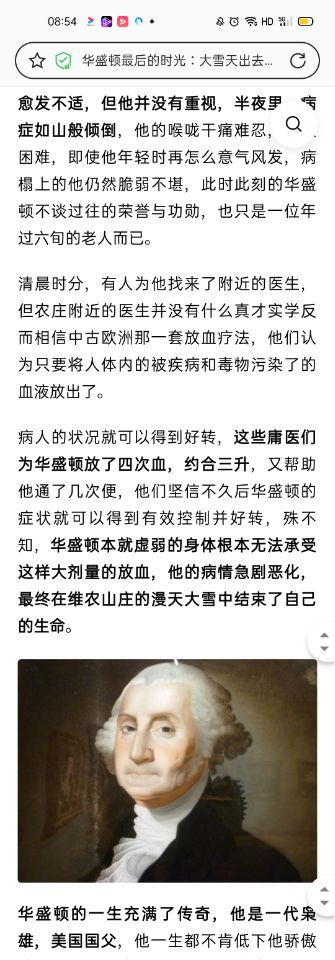 08:54
HD
5G
华盛顿最后的时光：大雪天出去...
愈发不适，但他并没有重视，半夜里 病
症如山般倾倒，他的喉咙干痛难忍，
困难，即使他年轻时再怎么意气风发，病
榻上的他仍然脆弱不堪，此时此刻的华盛
顿不谈过往的荣誉与功勋，也只是一位年
过六旬的老人而已。
清晨时分，有人为他找来了附近的医生，
但农庄附近的医生并没有什么真才实学反
而相信中古欧洲那一套放血疗法，他们认
为只要将人体内的被疾病和毒物污染了的
血液放出了。
病人的状况就可以得到好转，这些庸医们
为华盛顿放了四次血，约合三升，又帮助
他通了几次便，他们坚信不久后华盛顿的
症状就可以得到有效控制并好转，殊不
知，华盛顿本就虚弱的身体根本无法承受
这样大剂量的放血，他的病情急剧恶化，
最终在维农山庄的漫天大雪中结束了自己
的生命。
华盛顿的一生充满了传奇，他是一代枭
雄，美国国父，他一生都不肯低下他骄傲